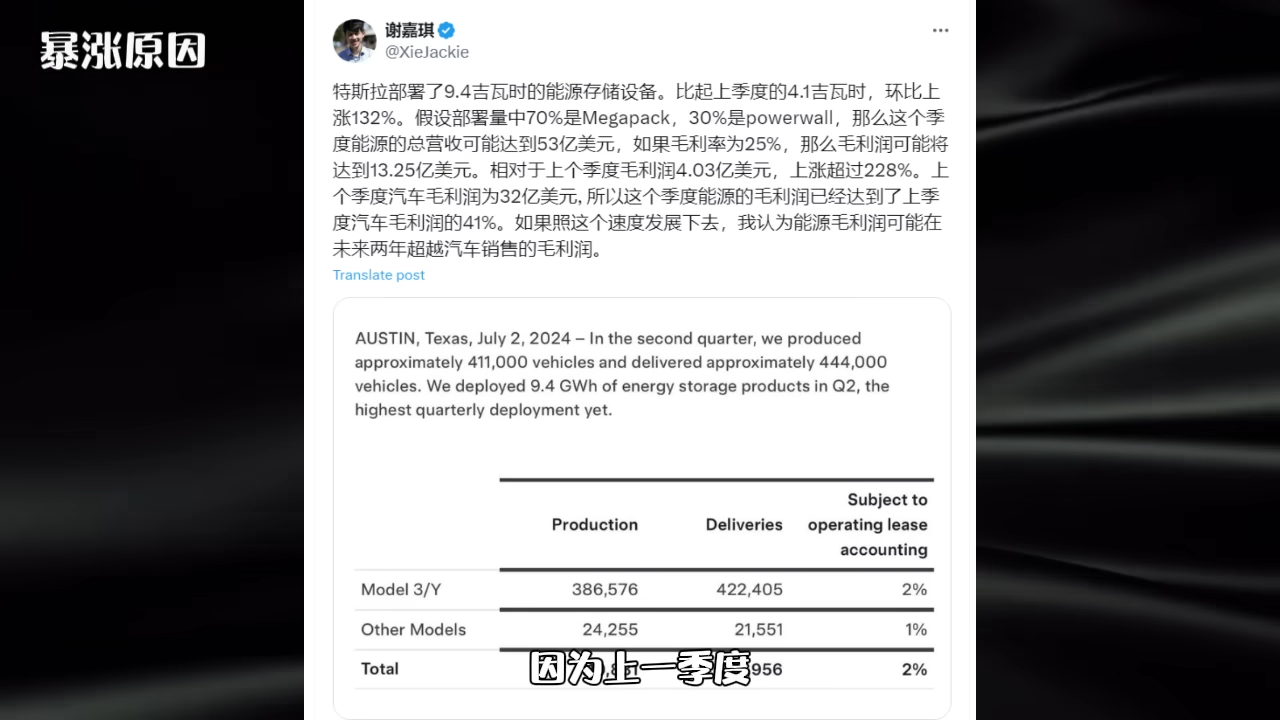 暴涨原因
谢嘉琪
@XieJackie
特斯拉部署了9.4吉瓦时的能源存储设备。比起上季度的4.1吉瓦时，环比上
涨132%。假设部署量中70%是Megapack，30%是powerwall，那么这个季
度能源的总营收可能达到53亿美元，如果毛利率为25%，那么毛利润可能将
达到13.25亿美元。相对于上个季度毛利润4.03亿美元，上涨超过228%。上
个季度汽车毛利润为32亿美元, 所以这个季度能源的毛利润已经达到了上季
度汽车毛利润的41%。如果照这个速度发展下去，我认为能源毛利润可能在
未来两年超越汽车销售的毛利润。
Translate post
AUSTIN, Texas, July 2, 2024 – In the second quarter, we produced
approximately 411,000 vehicles and delivered approximately 444,000
vehicles. We deployed 9.4 GWh of energy storage products in Q2, the
highest quarterly deployment yet.
Production Deliveries Subject to
operating lease
accounting
Model 3/Y 386,576 422,405 2%
Other Models 24,255 21,551 1%
Total 956 2%
因为上一季度